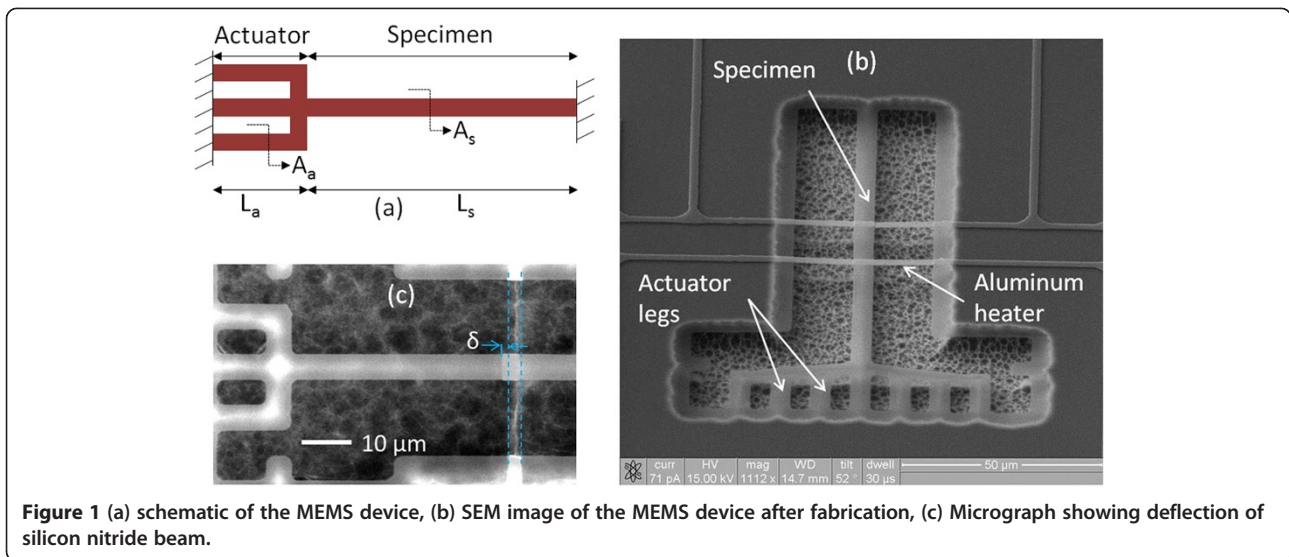 Actuator
Specimen
A_s
A_a
L_a
(a)
L_s
(b)
Specimen
Actuator legs
Aluminum heater
(c)
δ
10 μm
curr
71 pA
HV
15.00 kV
mag
1112 x
WD
14.7 mm
tilt
52 °
dwell
30 μs
50 μm
Figure 1 (a) schematic of the MEMS device, (b) SEM image of the MEMS device after fabrication, (c) Micrograph showing deflection of
silicon nitride beam.